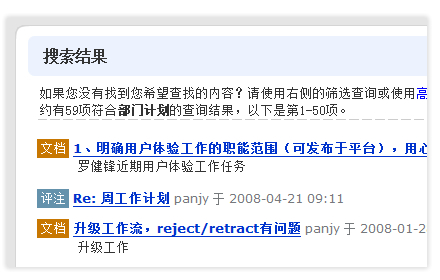 搜索结果
如果您没有找到您希望查找的内容？请使用右侧的筛选查询或使用高
约有59项符合部门计划的查询结果，以下是第1-50项。
文档 1、明确用户体验工作的职能范围（可发布于平台），用心
罗健锋近期用户体验工作任务
评注 Re: 周工作计划 panjy 于 2008-04-21 09:11
文档 升级工作流，reject/retract有问题 panjy 于 2008-01-2
升级工作